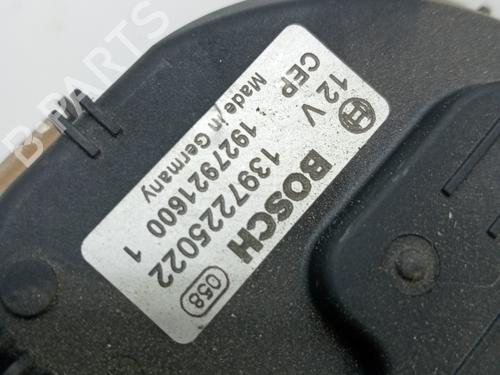 12 V
CEP
BOSCH
1397225022
1927921600 1
Made in Germany
058
B-PARTS